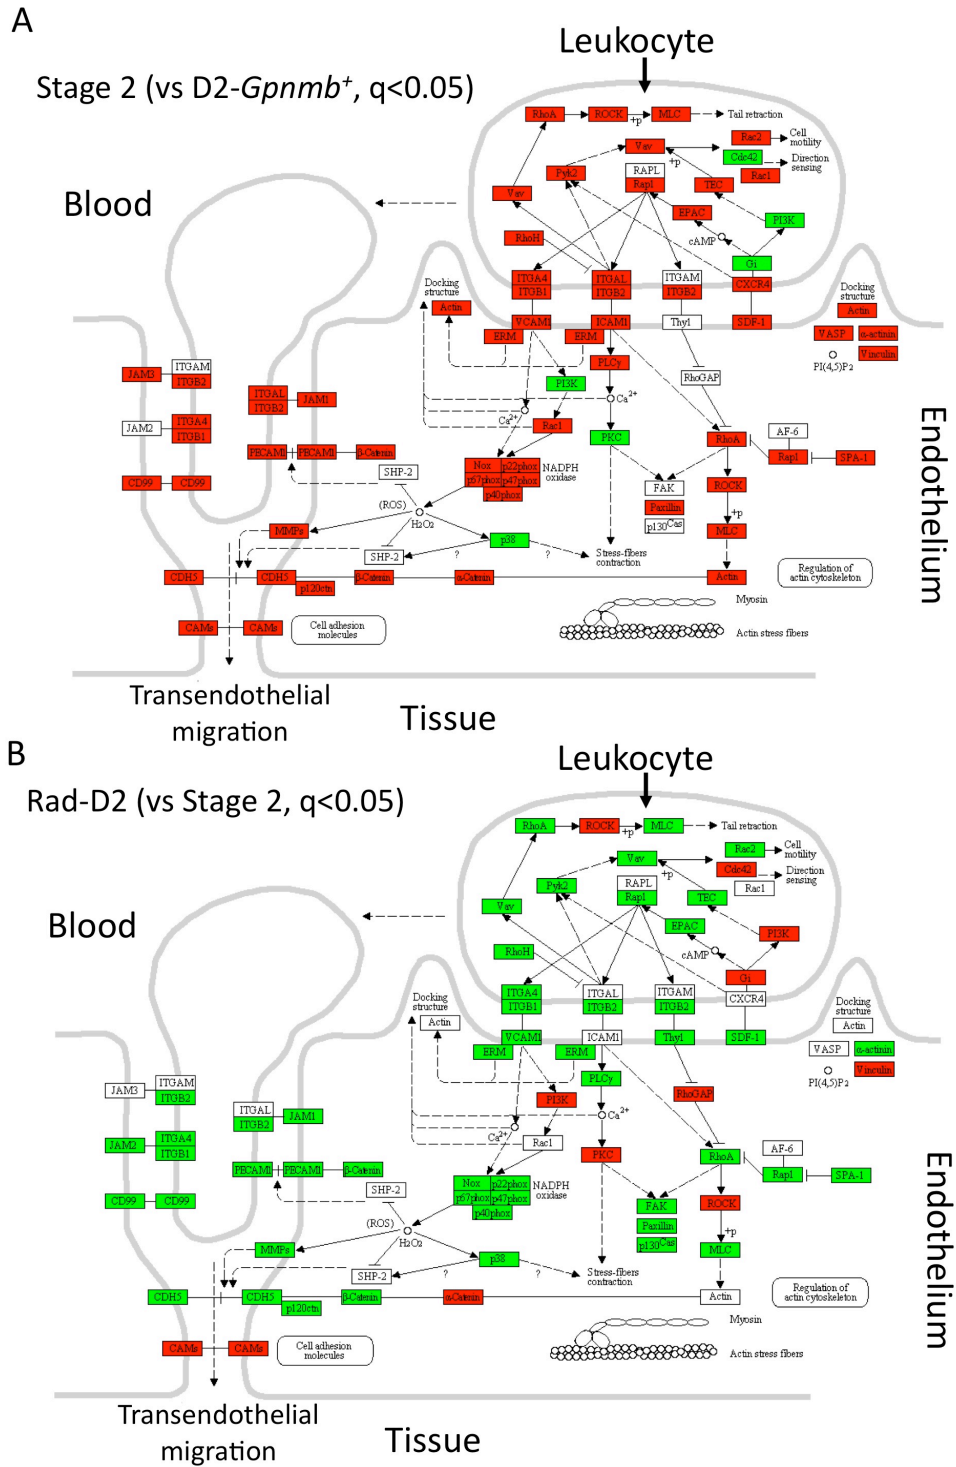 A
Leukocyte
Stage 2 (vs D2-Gpnmb+, q<0.05)
RhoA
ROCK
+p
MLC
Tail retraction
Vav
+p
Rac2
Cell
motility
Cdc42
Direction
sensing
Rac1
Pyk2
RAPL
Rap1
TEC
Vav
Blood
EPAC
PI3K
RhoH
cAMP
Gi
ITGA4
ITGB1
ITGAL
ITGB2
ITGAM
ITGB2
CXCR4
Docking
structure
Actin
Docking
structure
Actin
VCAM1
ICAM1
Thy1
SDF-1
ERM
ERM
VASP
α-actinin
Vinculin
PI(4,5)P2
PLCγ
JAM3
ITGAM
ITGB2
PI3K
RhoGAP
ITGAL
ITGB2
JAM1
Ca2+
Ca2+
JAM2
ITGA4
ITGB1
Rac1
PKC
RhoA
AF-6
Rap1
SPA-1
PECAM1
PECAM1
β-Catenin
Nox
p22phox
p67phox
p47phox
p40phox
NADPH
oxidase
SHP-2
CD99
CD99
FAK
Paxillin
p130Cas
ROCK
+p
(ROS)
H2O2
MMPs
MLC
p38
SHP-2
?
?
Stress-fibers
contraction
CDH5
CDH5
p120ctn
β-Catenin
α-Catenin
Actin
Regulation of
actin cytoskeleton
Myosin
CAMs
CAMs
Cell adhesion
molecules
Actin stress fibers
Endothelium
Transendothelial
migration
Tissue
B
Leukocyte
Rad-D2 (vs Stage 2, q<0.05)
RhoA
ROCK
+p
MLC
Tail retraction
Vav
+p
Rac2
Cell
motility
Cdc42
Direction
sensing
Rac1
Pyk2
RAPL
Rap1
TEC
Vav
Blood
EPAC
PI3K
RhoH
cAMP
Gi
ITGA4
ITGB1
ITGAL
ITGB2
ITGAM
ITGB2
CXCR4
Docking
structure
Actin
Docking
structure
Actin
VCAM1
ICAM1
Thy1
SDF-1
ERM
ERM
VASP
α-actinin
Vinculin
PI(4,5)P2
PLCγ
JAM3
ITGAM
ITGB2
PI3K
RhoGAP
ITGAL
ITGB2
JAM1
Ca2+
Ca2+
JAM2
ITGA4
ITGB1
Rac1
PKC
RhoA
AF-6
Rap1
SPA-1
PECAM1
PECAM1
β-Catenin
Nox
p22phox
p67phox
p47phox
p40phox
NADPH
oxidase
SHP-2
CD99
CD99
FAK
Paxillin
p130Cas
ROCK
+p
(ROS)
H2O2
MMPs
MLC
p38
SHP-2
?
?
Stress-fibers
contraction
CDH5
CDH5
p120ctn
β-Catenin
α-Catenin
Actin
Regulation of
actin cytoskeleton
Myosin
CAMs
CAMs
Cell adhesion
molecules
Actin stress fibers
Endothelium
Transendothelial
migration
Tissue